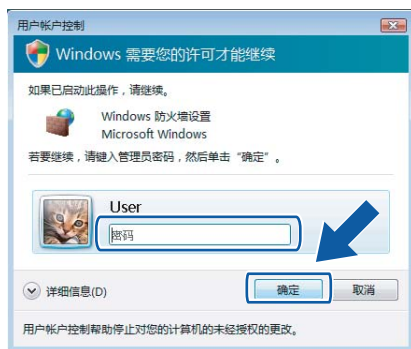 用户帐户控制
Windows 需要您的许可才能继续
如果已启动此操作，请继续。
Windows 防火墙设置
Microsoft Windows
若要继续，请键入管理员密码，然后单击“确定”。
User
密码
详细信息(D)
确定
取消
用户帐户控制帮助停止对您的计算机的未经授权的更改。